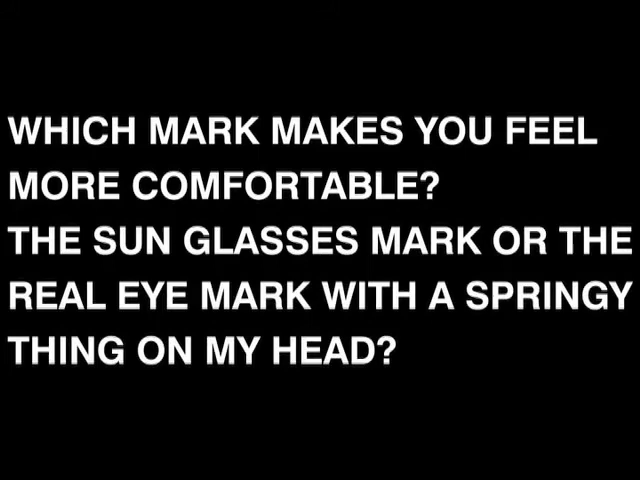 WHICH MARK MAKES YOU FEEL
MORE COMFORTABLE?
THE SUN GLASSES MARK OR THE
REAL EYE MARK WITH A SPRINGY
THING ON MY HEAD?